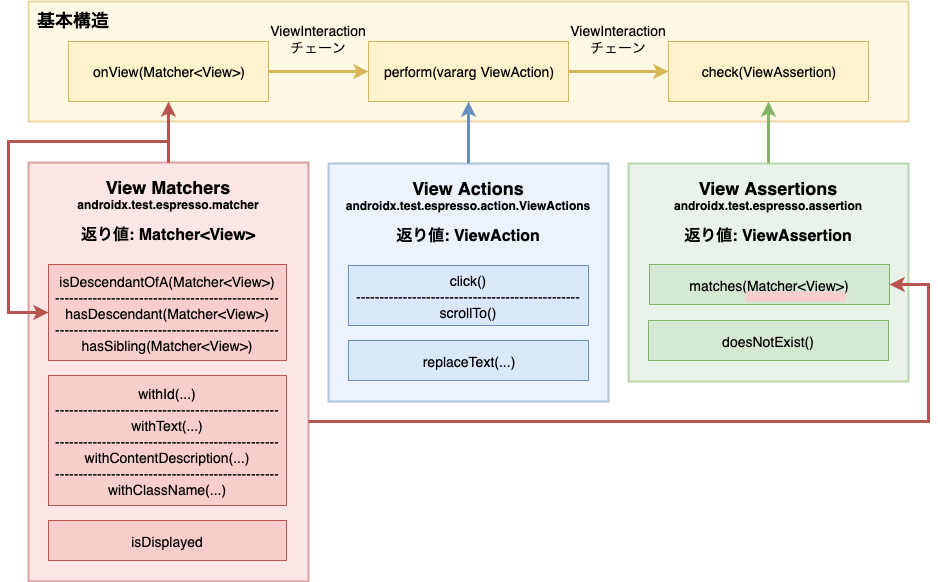 基本構造
ViewInteraction
チェーン
ViewInteraction
チェーン
onView(Matcher<View>)
perform(vararg ViewAction)
check(ViewAssertion)
View Matchers
androidx.test.espresso.matcher
返り値: Matcher<View>
isDescendantOfA(Matcher<View>)
hasDescendant(Matcher<View>)
hasSibling(Matcher<View>)
withId(...)
withText(...)
withContentDescription(...)
withClassName(...)
isDisplayed
View Actions
androidx.test.espresso.action.ViewActions
返り値: ViewAction
click()
scrollTo()
replaceText(...)
View Assertions
androidx.test.espresso.assertion
返り値: ViewAssertion
matches(Matcher<View>)
doesNotExist()